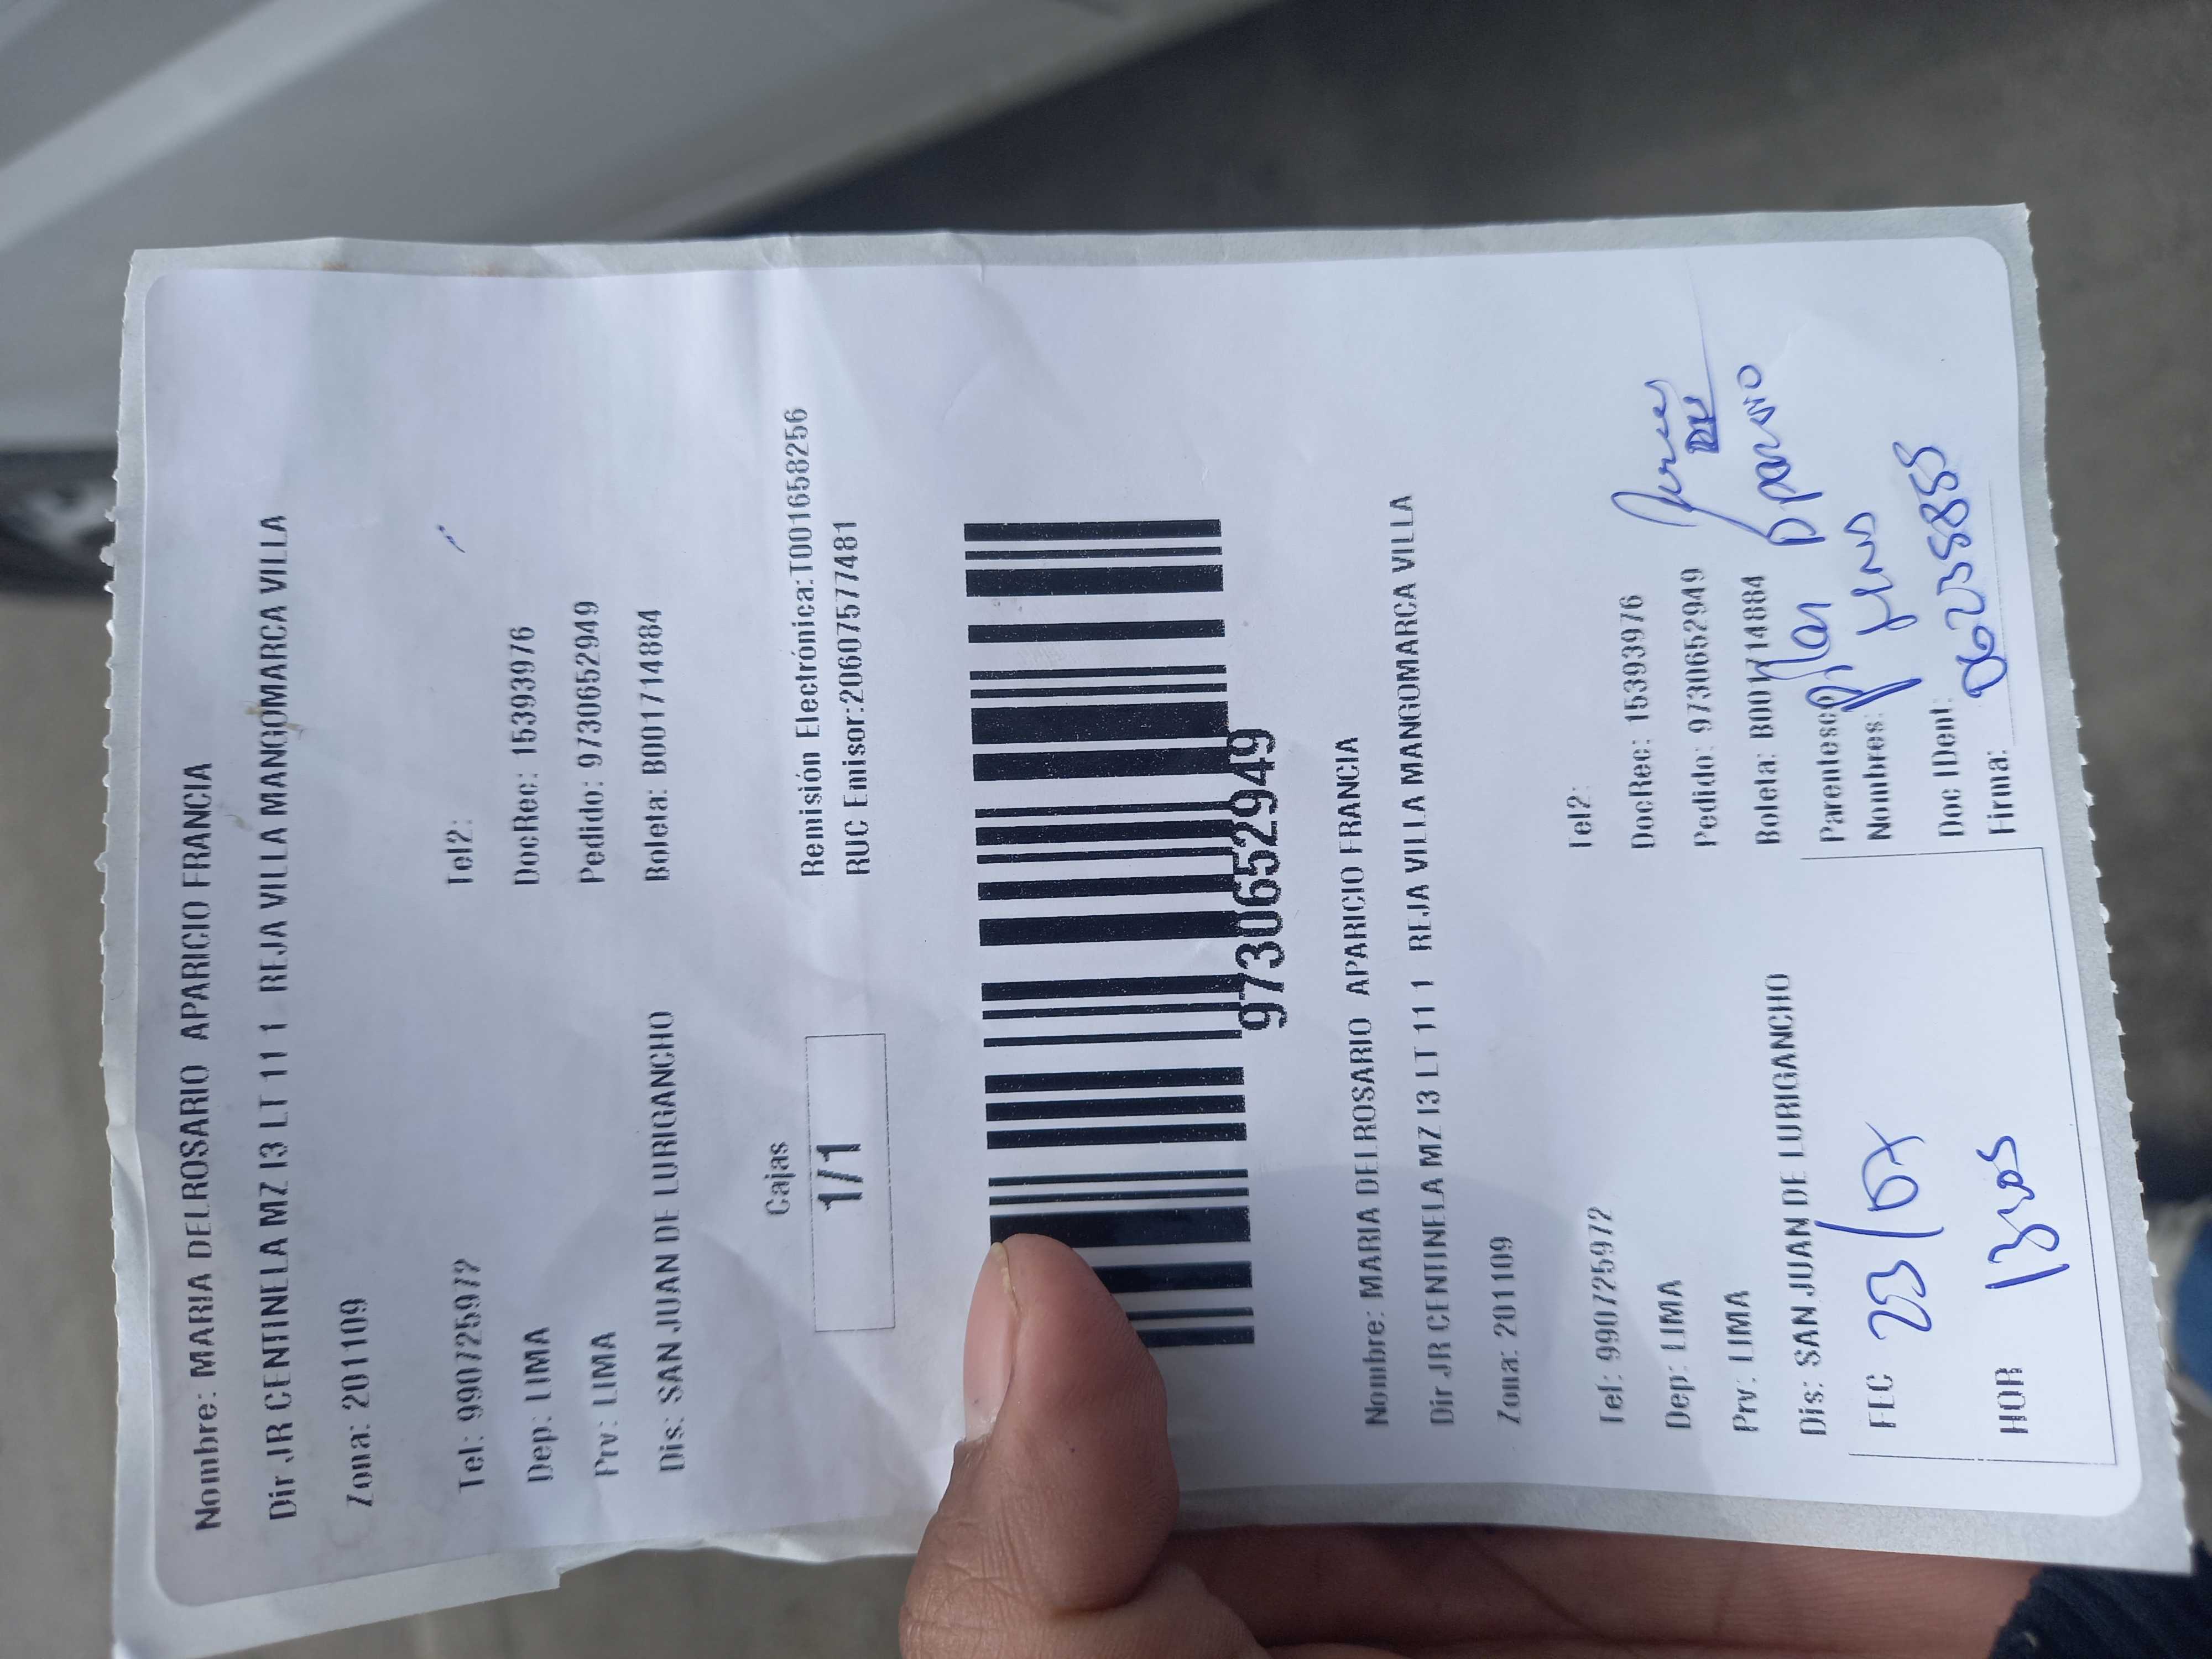 Nombre: MARIA DELROSARIO APARICIO FRANCIA
Dir JR CENTINELA MZ I3 LT 11 1 REJA VILLA MANGOMARCA VILLA
Zona: 201109
Tel: 990725972 Tel2:
Dep: LIMA DocRec: 15393976
Prv: LIMA Pedido: 9730652949
Dis: SAN JUAN DE LURIGANCHO Boleta: B001714884
Cajas
1/1
Remisión Electrónica:T001658256
RUC Emisor:20607577481
9730652949
Nombre: MARIA DELROSARIO APARICIO FRANCIA
Dir JR CENTINELA MZ I3 LT 11 1 REJA VILLA MANGOMARCA VILLA
Zona: 201109
Tel: 990725972 Tel2:
Dep: LIMA DocRec: 15393976
Prv: LIMA Pedido: 9730652949
Dis: SAN JUAN DE LURIGANCHO Boleta: B001714884
FEC 23/07
HOR
Parentesco
Nombres:
Doc IDent:
Firma: